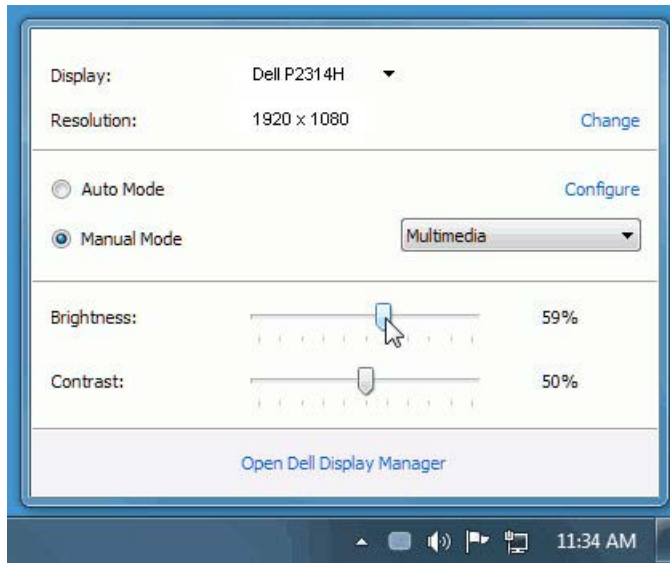 Display: Dell P2314H
Resolution: 1920 x 1080 Change
Auto Mode Configure
Manual Mode Multimedia
Brightness: 59%
Contrast: 50%
Open Dell Display Manager
11:34 AM